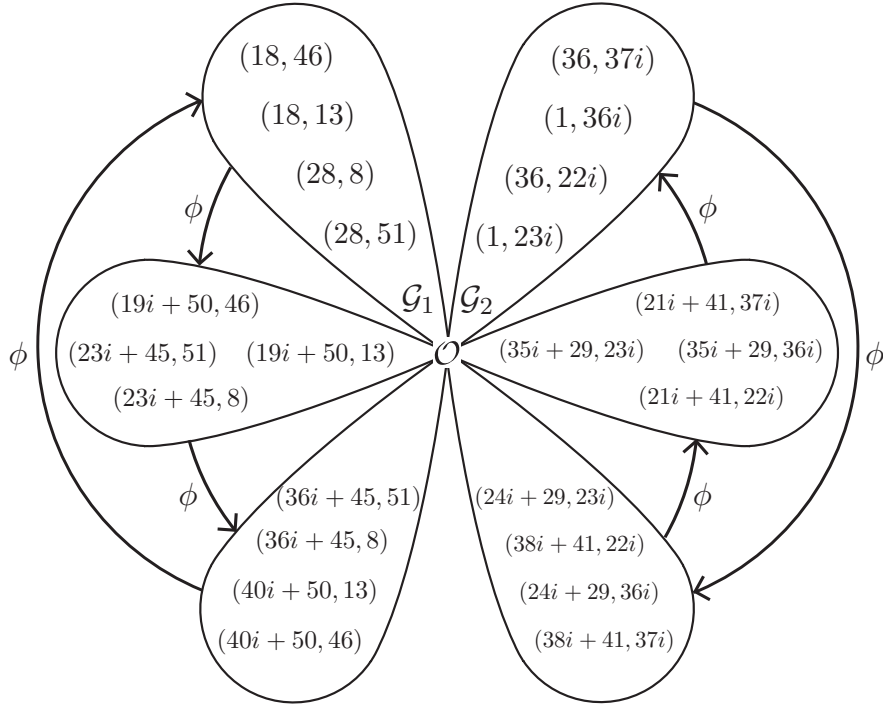 (18, 46) (36, 37i)
(18, 13) (1, 36i)
(28, 8) (36, 22i)
ϕ ϕ
(28, 51) (1, 23i)
𝒢₁ 𝒢₂
(19i + 50, 46) (21i + 41, 37i)
ϕ (23i + 45, 51) (19i + 50, 13) 𝒪 (35i + 29, 23i) (35i + 29, 36i) ϕ
(23i + 45, 8) (21i + 41, 22i)
ϕ (36i + 45, 51) (24i + 29, 23i) ϕ
(36i + 45, 8) (38i + 41, 22i)
(40i + 50, 13) (24i + 29, 36i)
(40i + 50, 46) (38i + 41, 37i)